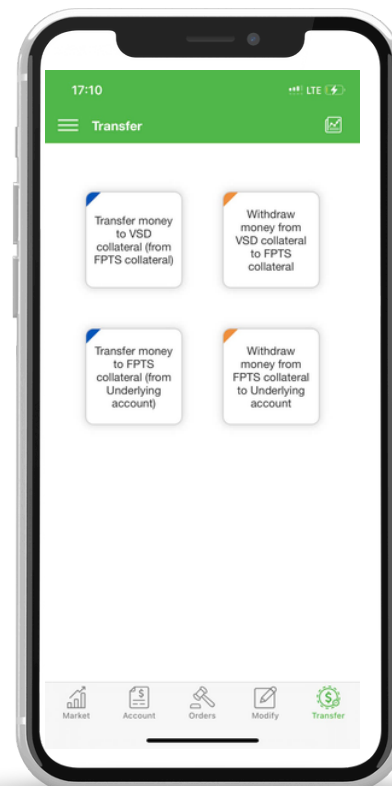 17:10
LTE
Transfer
Transfer money
to VSD
collateral (from
FPTS collateral)
Withdraw
money from
VSD collateral
to FPTS
collateral
Transfer money
to FPTS
collateral (from
Underlying
account)
Withdraw
money from
FPTS collateral
to Underlying
account
Market
Account
Orders
Modify
Transfer